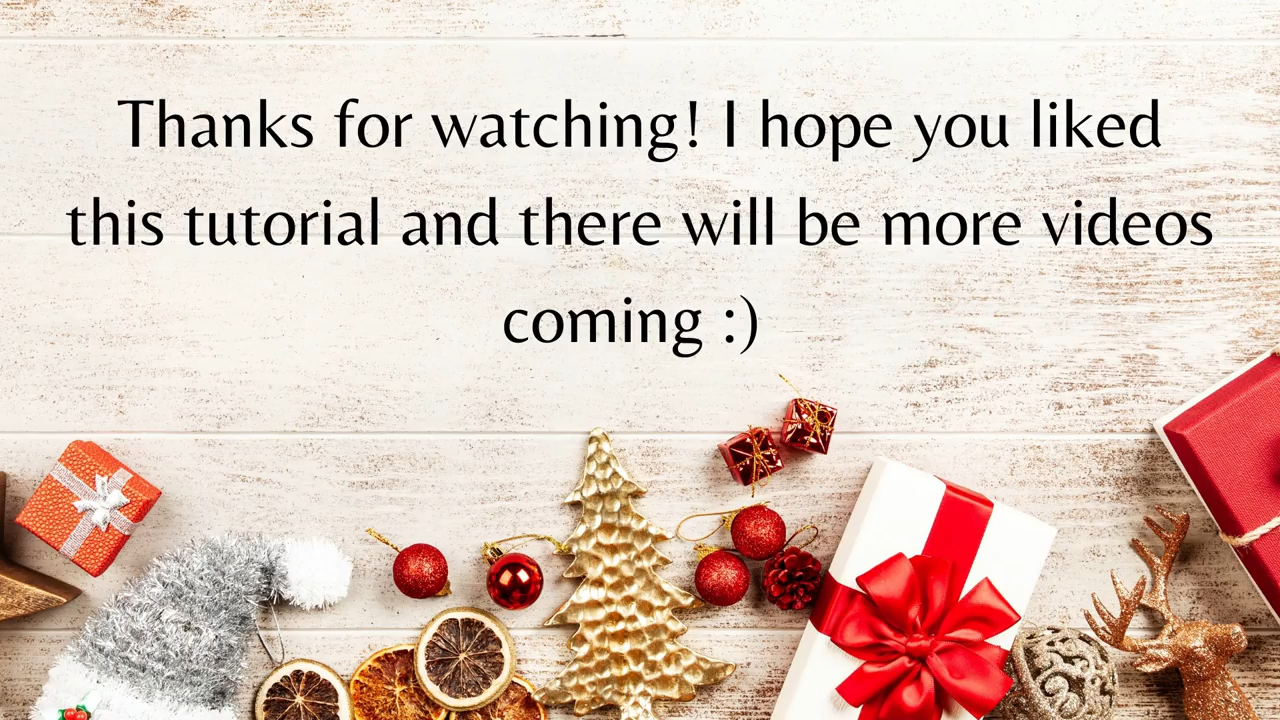 Thanks for watching! I hope you liked
this tutorial and there will be more videos
coming :)